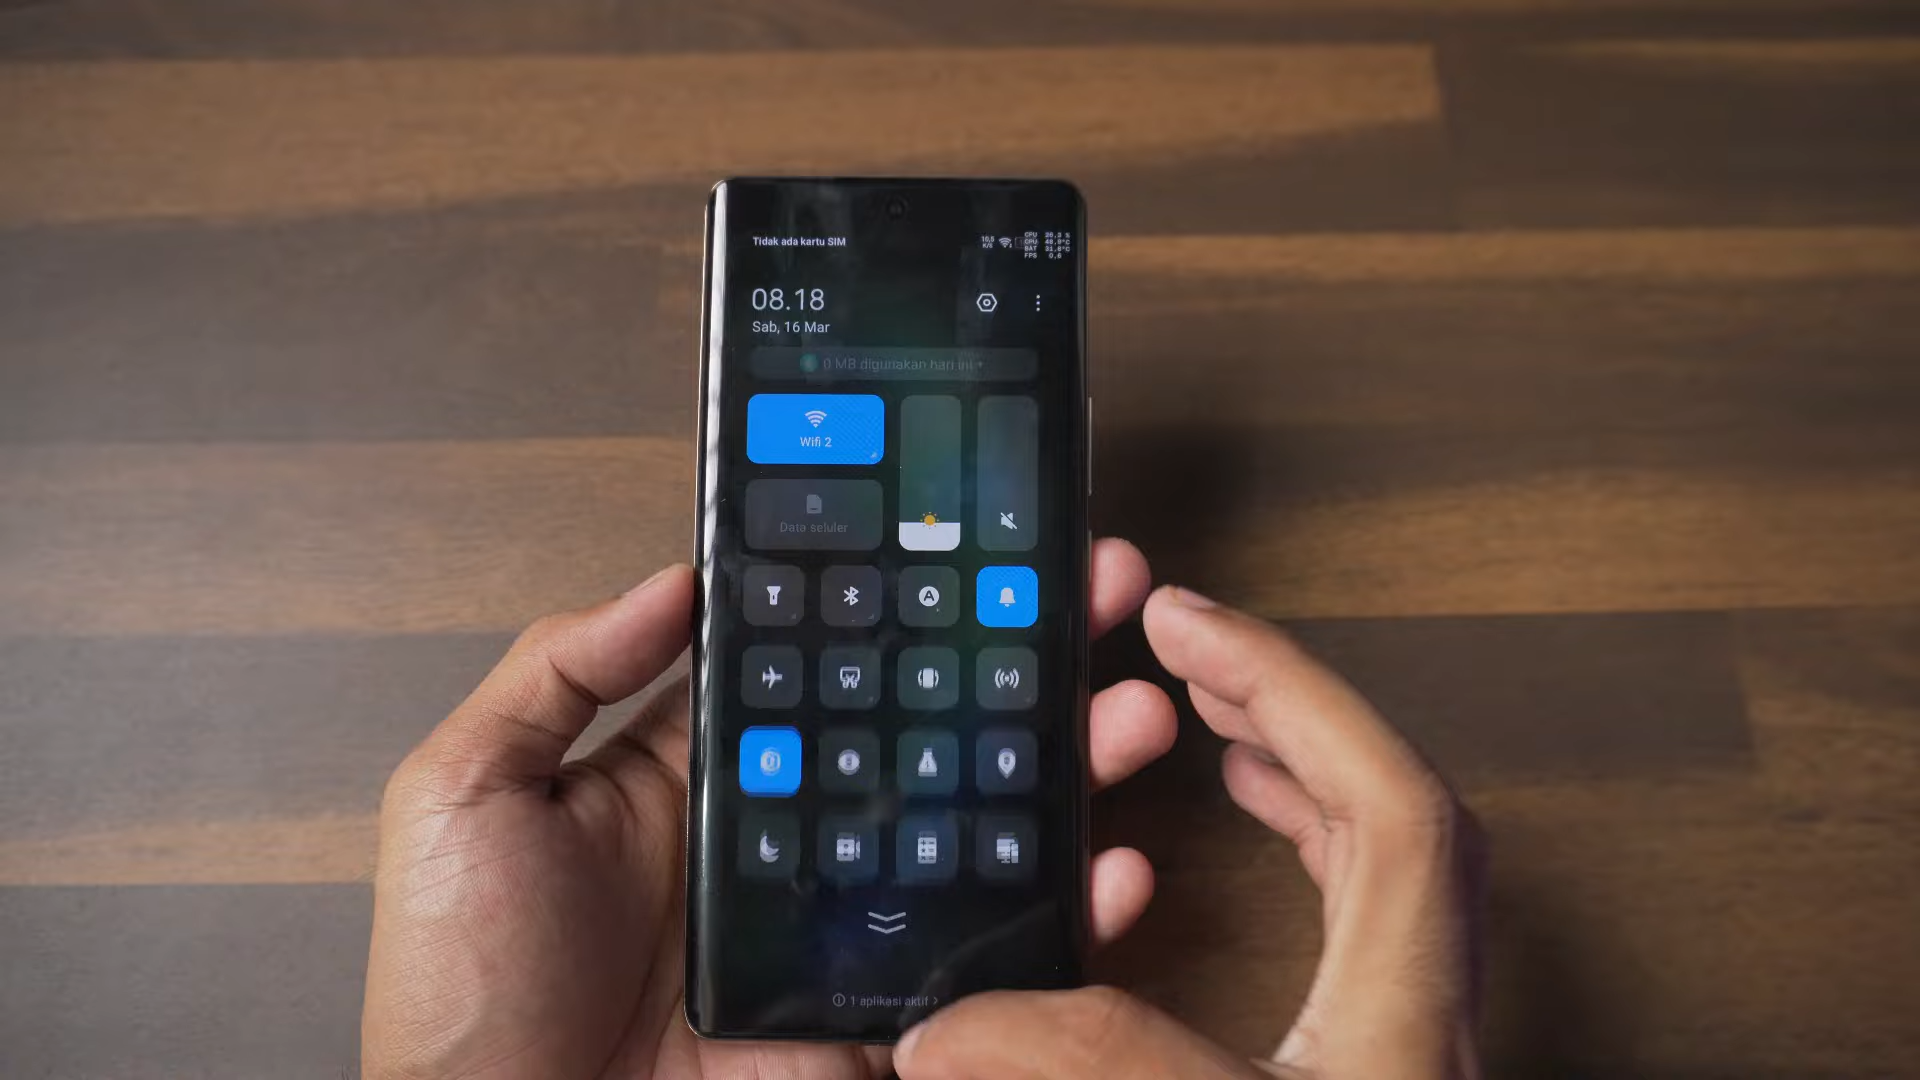 Tidak ada kartu SIM
08.18
Sab, 16 Mar
0 MB digunakan hari ini
Wifi 2
Data seluler
A
1 aplikasi aktif